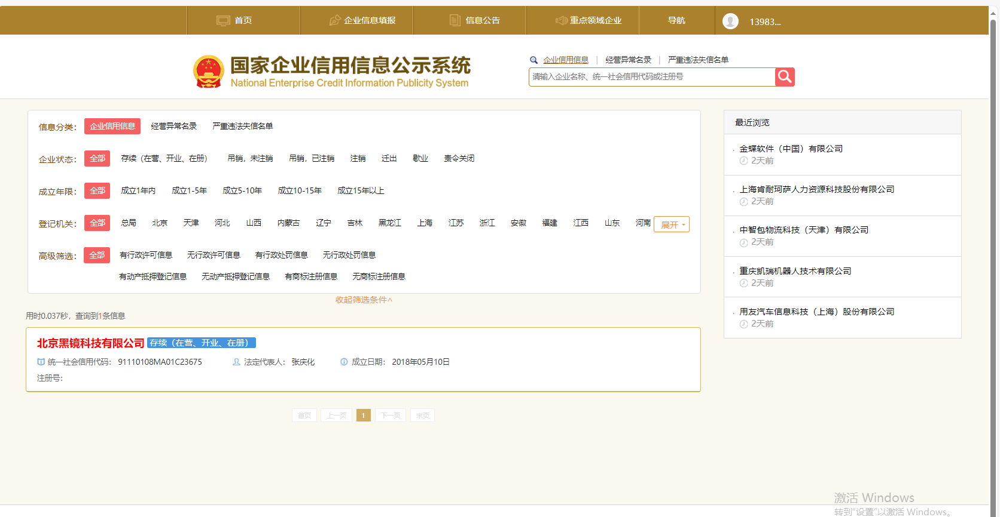 首页 企业信息填报 信息公告 重点领域企业 导航 13983...
国家企业信用信息公示系统
National Enterprise Credit Information Publicity System
企业信用信息 | 经营异常名录 | 严重违法失信名单
请输入企业名称、统一社会信用代码或注册号
信息分类： 企业信用信息 经营异常名录 严重违法失信名单
企业状态： 全部 存续（在营、开业、在册） 吊销，未注销 吊销，已注销 注销 迁出 歇业 责令关闭
成立年限： 全部 成立1年内 成立1-5年 成立5-10年 成立10-15年 成立15年以上
登记机关： 全部 总局 北京 天津 河北 山西 内蒙古 辽宁 吉林 黑龙江 上海 江苏 浙江 安徽 福建 江西 山东 河南 展开
高级筛选： 全部 有行政许可信息 无行政许可信息 有行政处罚信息 无行政处罚信息
有动产抵押登记信息 无动产抵押登记信息 有商标注册信息 无商标注册信息
收起筛选条件^
用时0.037秒，查询到1条信息
北京黑镜科技有限公司 存续（在营、开业、在册）
统一社会信用代码： 91110108MA01C23675 法定代表人： 张庆化 成立日期： 2018年05月10日
注册号：
首页 上一页 1 下一页 末页
最近浏览
· 金蝶软件（中国）有限公司
2天前
· 上海肯耐珂萨人力资源科技股份有限公司
2天前
· 中智包物流科技（天津）有限公司
2天前
· 重庆凯瑞机器人技术有限公司
2天前
· 用友汽车信息科技（上海）股份有限公司
2天前
激活 Windows
转到“设置”以激活 Windows。